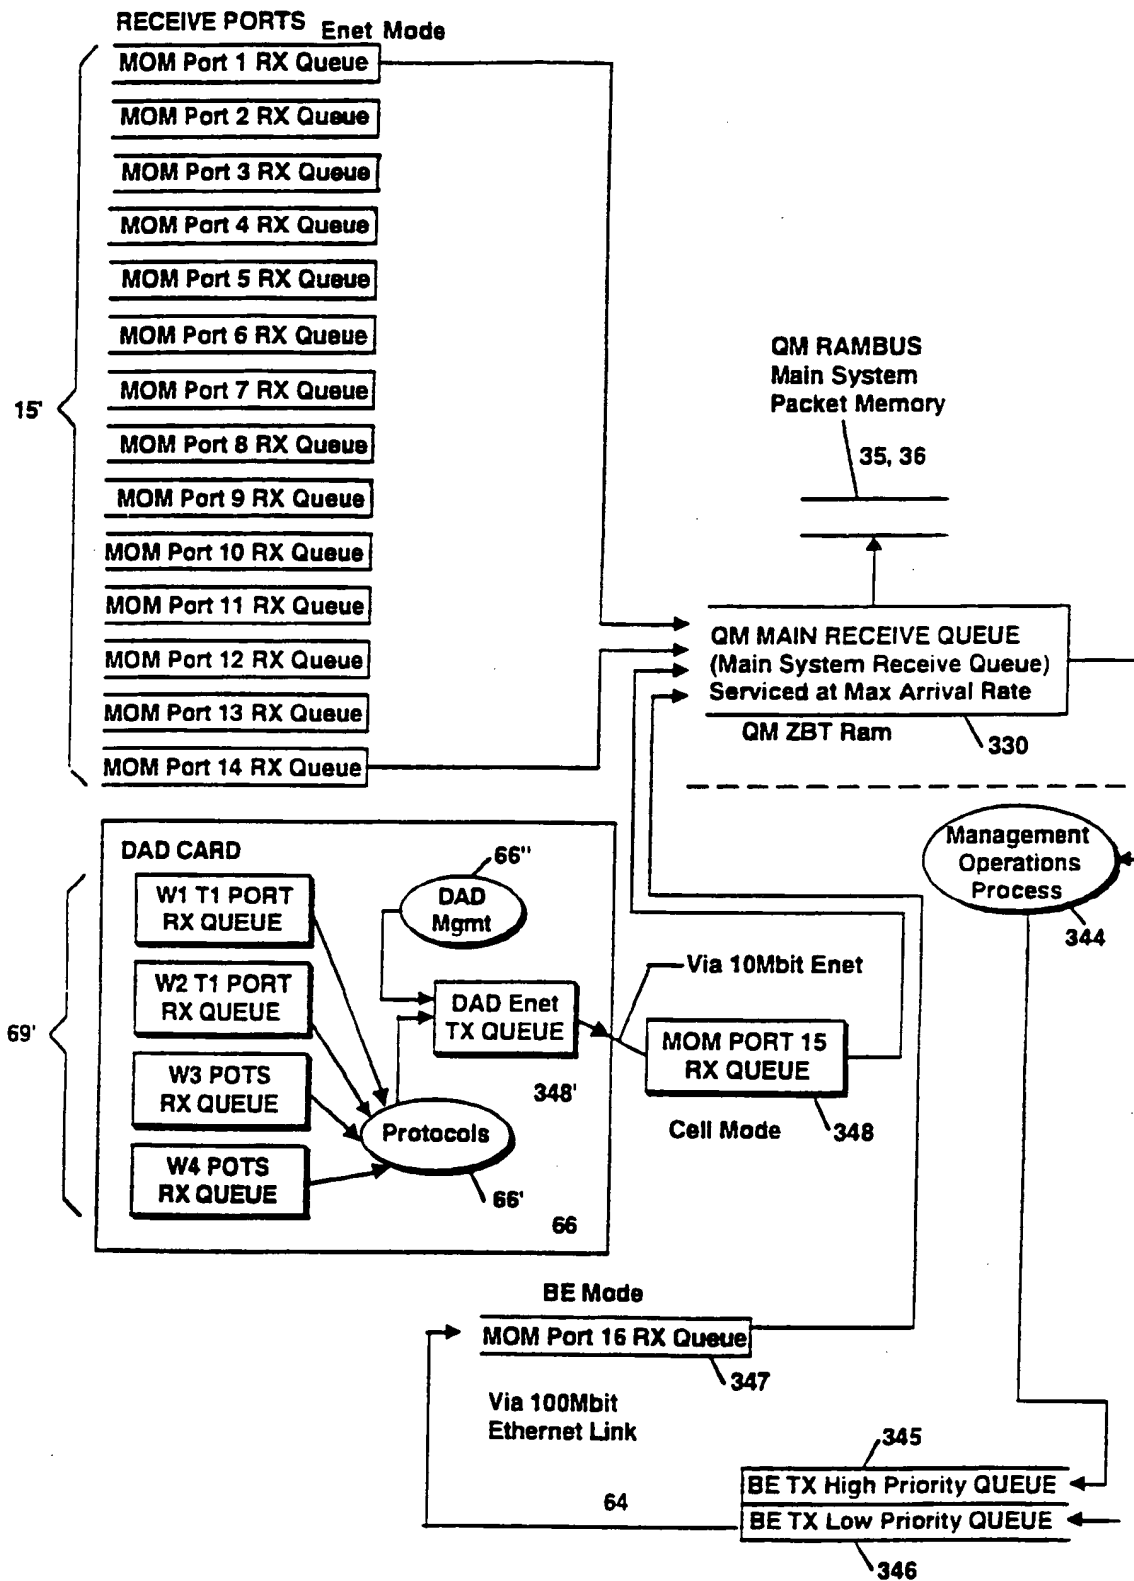 RECEIVE PORTS
Enet Mode
MOM Port 1 RX Queue
MOM Port 2 RX Queue
MOM Port 3 RX Queue
MOM Port 4 RX Queue
MOM Port 5 RX Queue
MOM Port 6 RX Queue
MOM Port 7 RX Queue
MOM Port 8 RX Queue
MOM Port 9 RX Queue
MOM Port 10 RX Queue
MOM Port 11 RX Queue
MOM Port 12 RX Queue
MOM Port 13 RX Queue
MOM Port 14 RX Queue
15'
QM RAMBUS
Main System
Packet Memory
35, 36
QM MAIN RECEIVE QUEUE
(Main System Receive Queue)
Serviced at Max Arrival Rate
QM ZBT Ram
330
Management
Operations
Process
344
DAD CARD
66"
W1 T1 PORT
RX QUEUE
DAD
Mgmt
W2 T1 PORT
RX QUEUE
Via 10Mbit Enet
DAD Enet
TX QUEUE
69'
MOM PORT 15
RX QUEUE
W3 POTS
RX QUEUE
348'
Protocols
Cell Mode
348
W4 POTS
RX QUEUE
66'
66
BE Mode
MOM Port 16 RX Queue
347
Via 100Mbit
Ethernet Link
345
BE TX High Priority QUEUE
64
BE TX Low Priority QUEUE
346